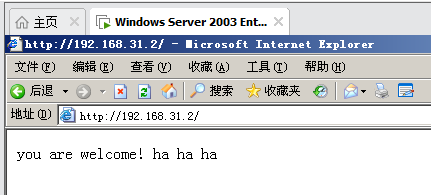 主页 Windows Server 2003 Ent...
http://192.168.31.2/ - Microsoft Internet Explorer
文件(F) 编辑(E) 查看(V) 收藏(A) 工具(T) 帮助(H)
后退 搜索 收藏夹
地址(D) http://192.168.31.2/
you are welcome! ha ha ha